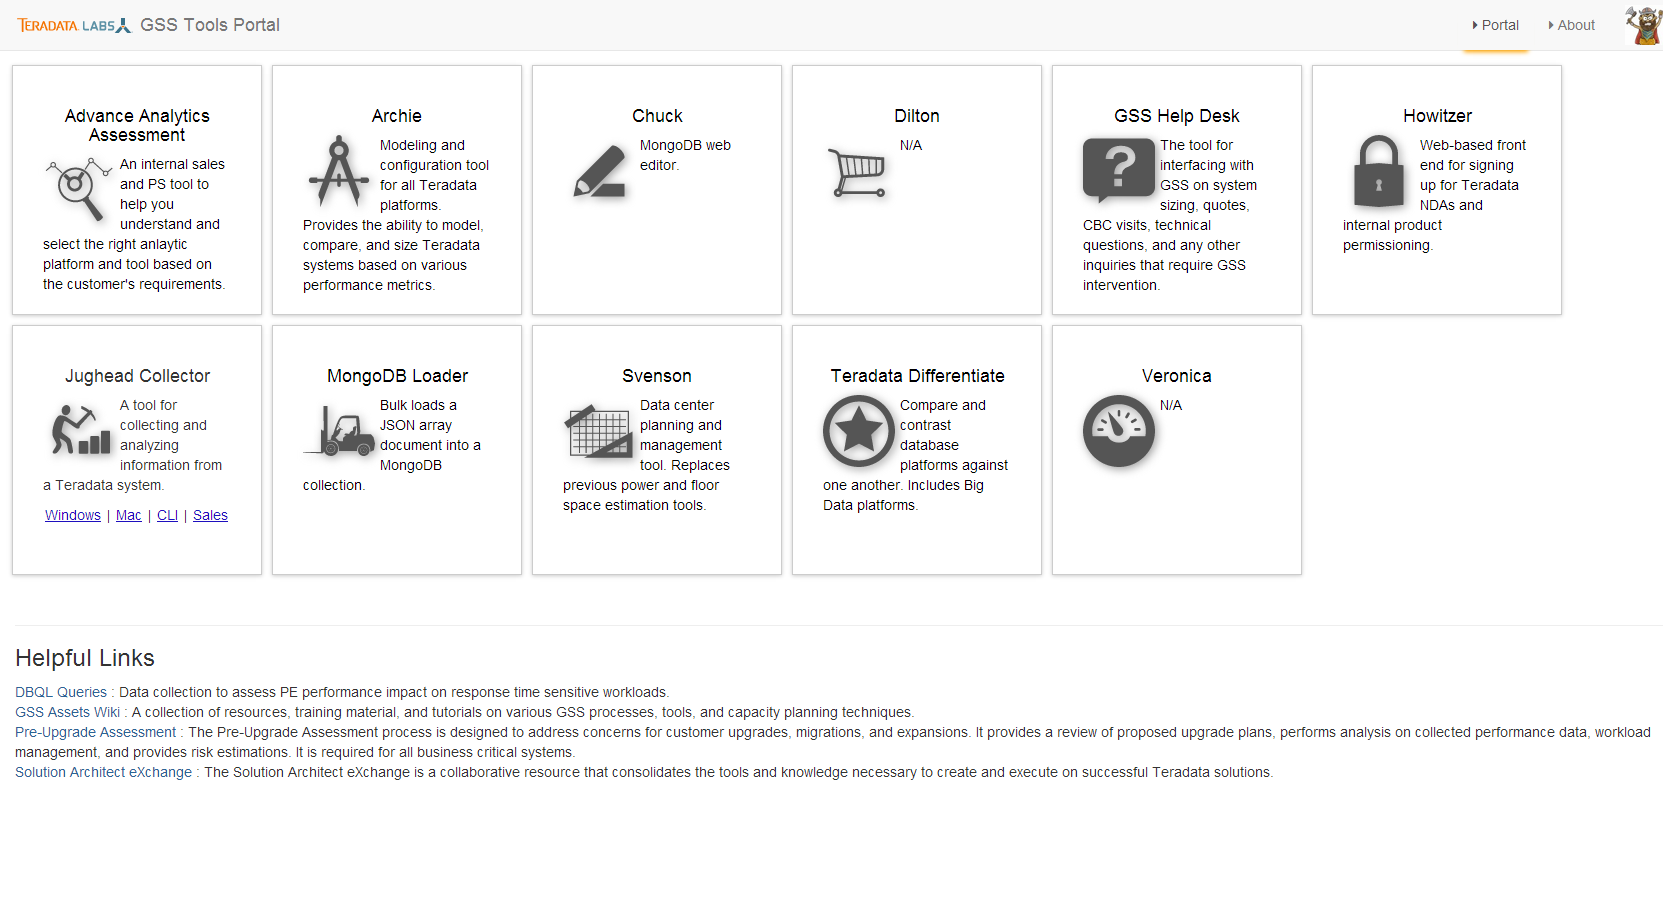 TERADATA LABS GSS Tools Portal
Portal
About
Advance Analytics
Assessment
An internal sales
and PS tool to
help you
understand and
select the right anlaytic
platform and tool based on
the customer's requirements.
Archie
Modeling and
configuration tool
for all Teradata
platforms.
Provides the ability to model,
compare, and size Teradata
systems based on various
performance metrics.
Chuck
MongoDB web
editor.
Dilton
N/A
GSS Help Desk
The tool for
interfacing with
GSS on system
sizing, quotes,
CBC visits, technical
questions, and any other
inquiries that require GSS
intervention.
Howitzer
Web-based front
end for signing
up for Teradata
NDAs and
internal product
permissioning.
Jughead Collector
A tool for
collecting and
analyzing
information from
a Teradata system.
Windows | Mac | CLI | Sales
MongoDB Loader
Bulk loads a
JSON array
document into a
MongoDB
collection.
Svenson
Data center
planning and
management
tool. Replaces
previous power and floor
space estimation tools.
Teradata Differentiate
Compare and
contrast
database
platforms against
one another. Includes Big
Data platforms.
Veronica
N/A
Helpful Links
DBQL Queries : Data collection to assess PE performance impact on response time sensitive workloads.
GSS Assets Wiki : A collection of resources, training material, and tutorials on various GSS processes, tools, and capacity planning techniques.
Pre-Upgrade Assessment : The Pre-Upgrade Assessment process is designed to address concerns for customer upgrades, migrations, and expansions. It provides a review of proposed upgrade plans, performs analysis on collected performance data, workload
management, and provides risk estimations. It is required for all business critical systems.
Solution Architect eXchange : The Solution Architect eXchange is a collaborative resource that consolidates the tools and knowledge necessary to create and execute on successful Teradata solutions.